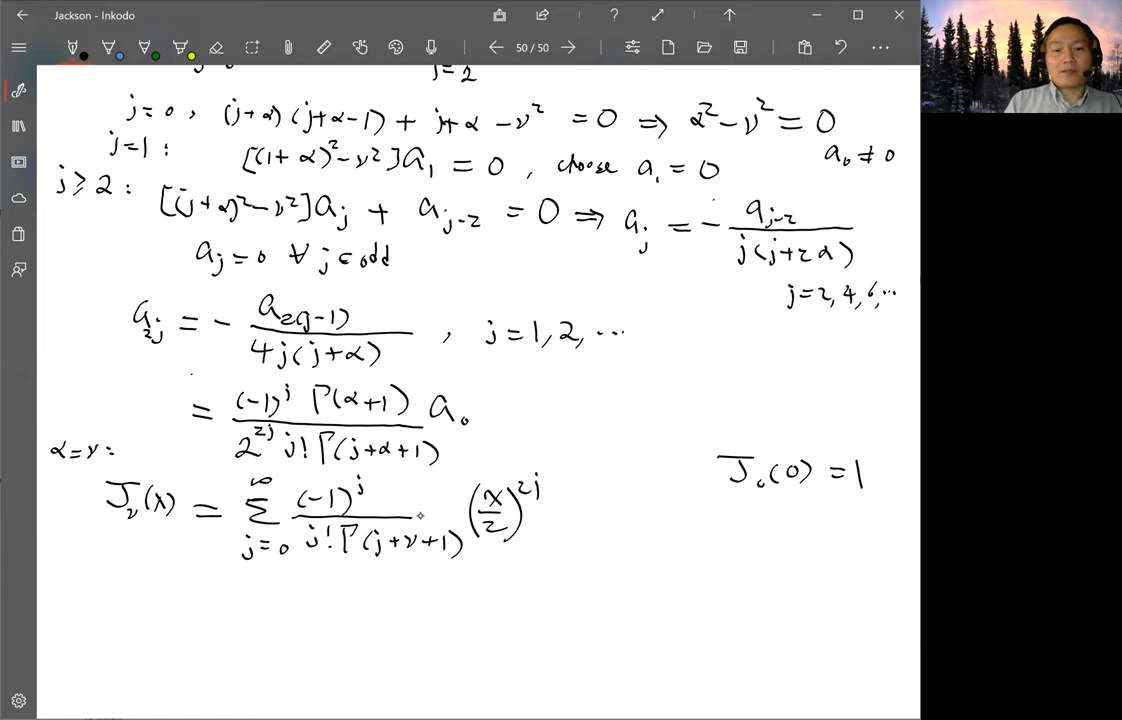 Jackson - Inkodo
50 / 50
j=2
j=0, (j+α)(j+α-1) + j+α-ν² = 0 ⇒ α²-ν² = 0
j=1: [(1+α)²-ν²]a₁ = 0, choose a₁ = 0
a₀ ≠ 0
j≥2: [(j+α)²-ν²]aⱼ + aⱼ₋₂ = 0 ⇒ aⱼ = - aⱼ₋₂ / j(j+2α)
aⱼ=0 ∀ j ∈ odd
j=2, 4, 6, ...
a₂ⱼ = - a₂₍ⱼ₋₁₎ / 4j(j+α) , j=1, 2, ...
= (-1)ʲ Γ(α+1) / 2²ʲ j! Γ(j+α+1) a₀
α=ν:
J_ν(x) = ∑_{j=0}^{∞} (-1)ʲ / j! Γ(j+ν+1) (x/2)²ʲ
J₀(0) = 1